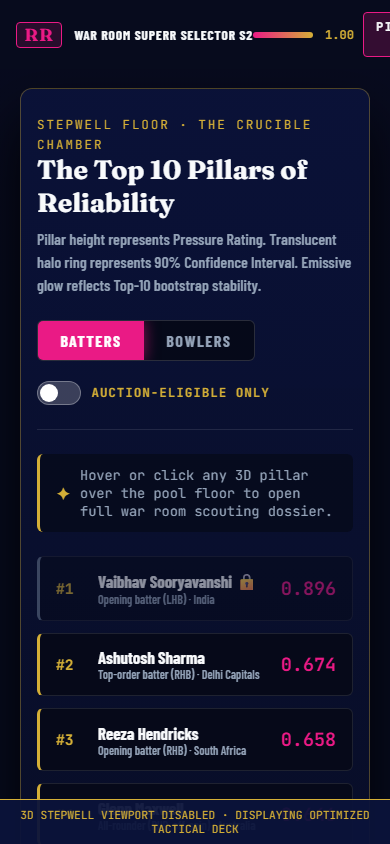 RR WAR ROOM SUPERR SELECTOR S2 1.00 PI
STEPWELL FLOOR · THE CRUCIBLE
CHAMBER
The Top 10 Pillars of
Reliability
Pillar height represents Pressure Rating. Translucent
halo ring represents 90% Confidence Interval. Emissive
glow reflects Top-10 bootstrap stability.
BATTERS BOWLERS
AUCTION-ELIGIBLE ONLY
Hover or click any 3D pillar
over the pool floor to open
full war room scouting dossier.
#1 Vaibhav Sooryavanshi 0.896
Opening batter (LHB) · India
#2 Ashutosh Sharma 0.674
Top-order batter (RHB) · Delhi Capitals
#3 Reeza Hendricks 0.658
Opening batter (RHB) · South Africa
3D STEPWELL VIEWPORT DISABLED · DISPLAYING OPTIMIZED
TACTICAL DECK